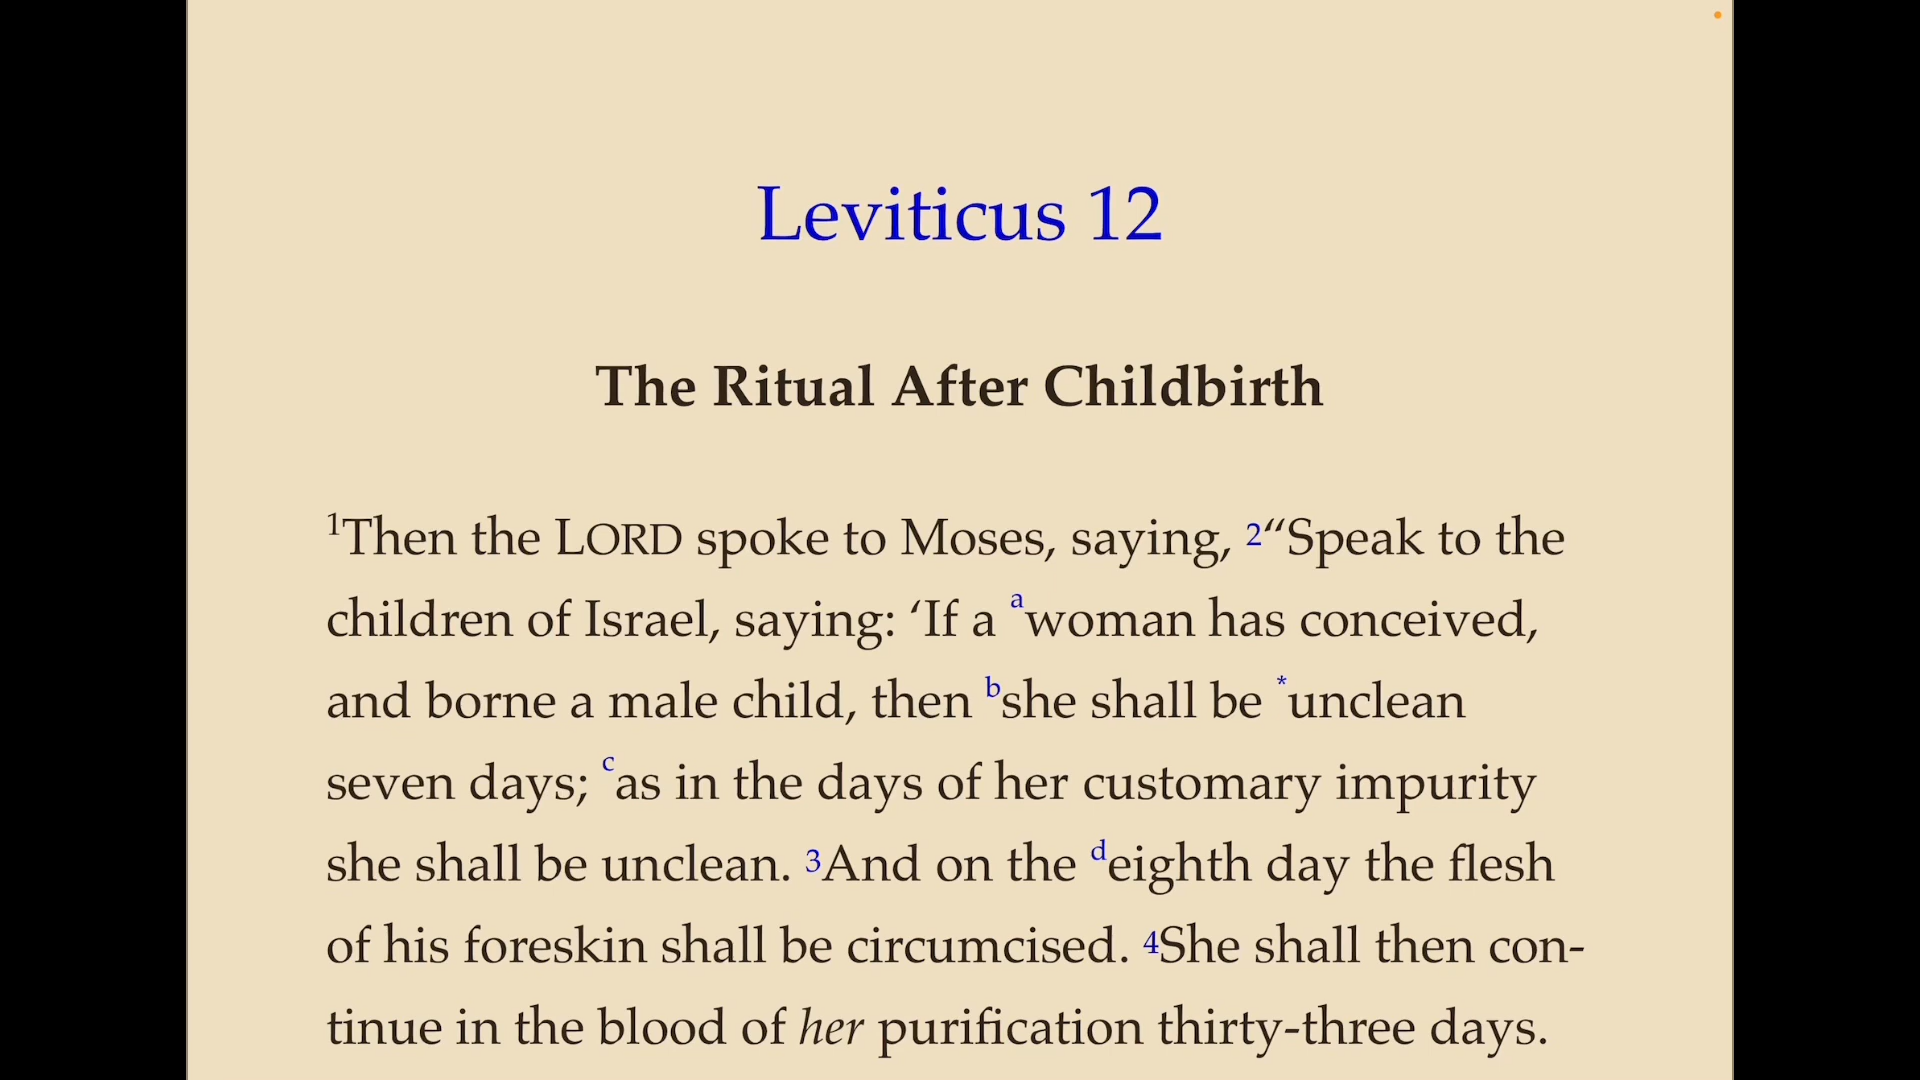 Leviticus 12
The Ritual After Childbirth
1Then the LORD spoke to Moses, saying, 2“Speak to the
children of Israel, saying: ‘If a awoman has conceived,
and borne a male child, then bshe shall be *unclean
seven days; cas in the days of her customary impurity
she shall be unclean. 3And on the deighth day the flesh
of his foreskin shall be circumcised. 4She shall then con-
tinue in the blood of her purification thirty-three days.